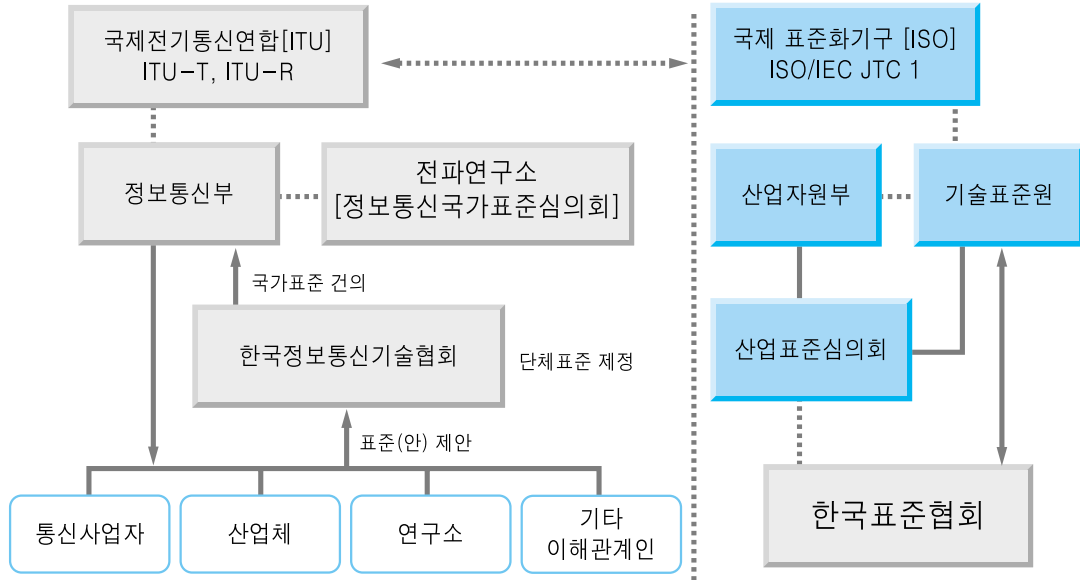 국제전기통신연합[ITU]
ITU-T, ITU-R
정보통신부
전파연구소
[정보통신국가표준심의회]
국가표준 건의
한국정보통신기술협회
단체표준 제정
표준(안) 제안
통신사업자
산업체
연구소
기타
이해관계인
국제 표준화기구 [ISO]
ISO/IEC JTC 1
산업자원부
기술표준원
산업표준심의회
한국표준협회